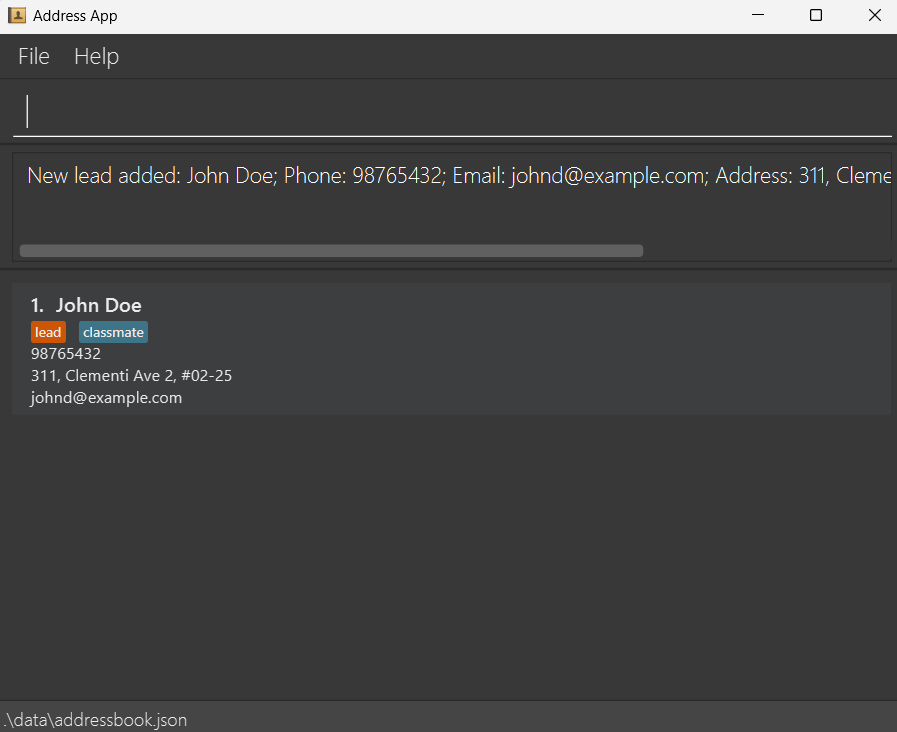 Address App
File Help
New lead added: John Doe; Phone: 98765432; Email: johnd@example.com; Address: 311, Cleme
1. John Doe
lead classmate
98765432
311, Clementi Ave 2, #02-25
johnd@example.com
.\data\addressbook.json